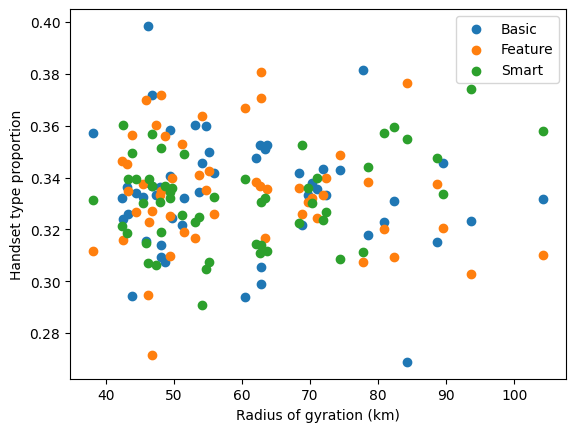 0.40
0.38
0.36
0.34
0.32
0.30
0.28
Handset type proportion
Basic
Feature
Smart
40 50 60 70 80 90 100
Radius of gyration (km)